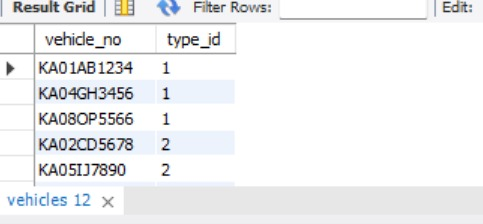 Result Grid Filter Rows: Edit:
vehicle_no type_id
KA01AB1234 1
KA04GH3456 1
KA08OP5566 1
KA02CD5678 2
KA05IJ7890 2
vehicles 12 ×